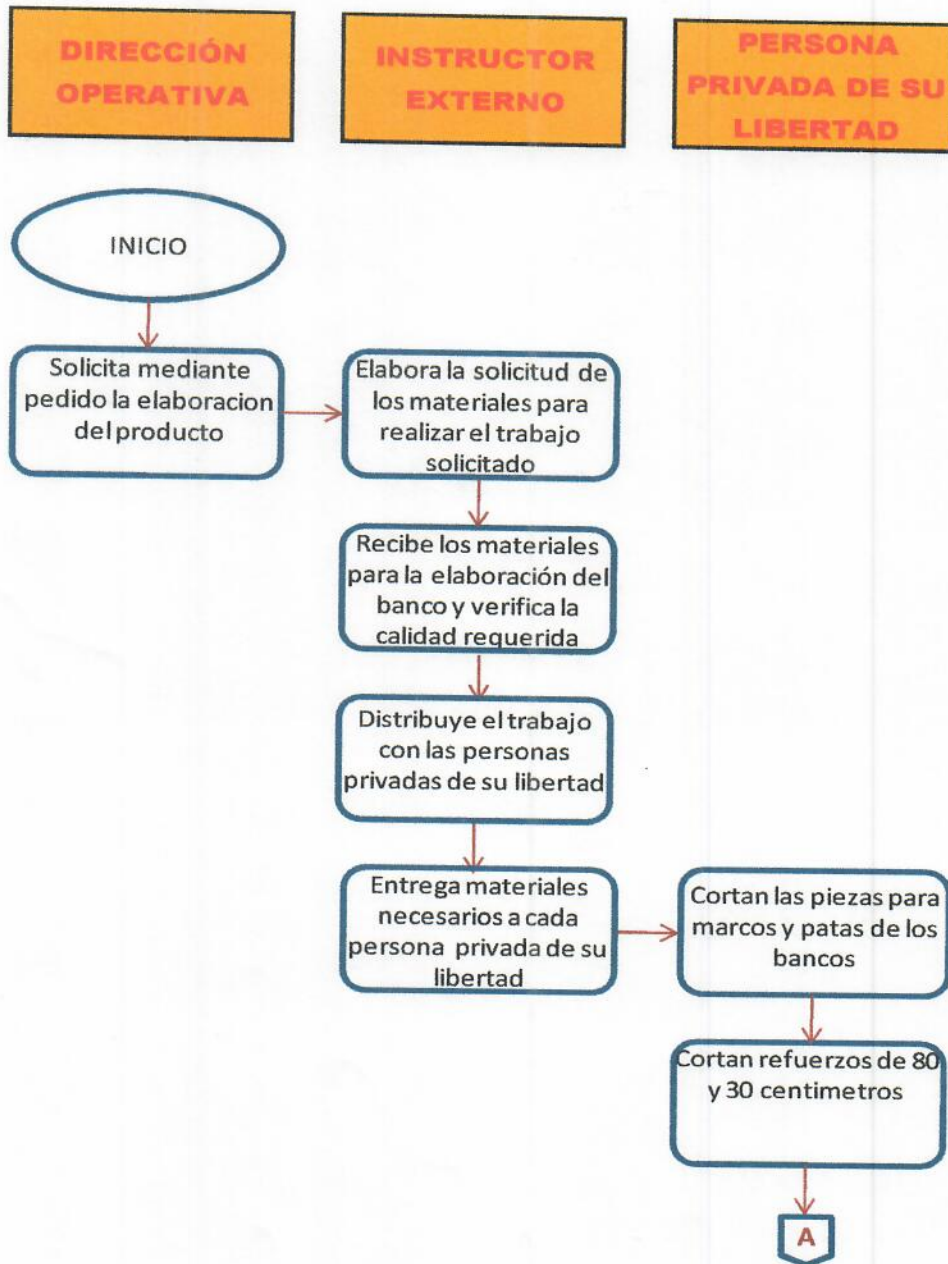 DIRECCIÓN
OPERATIVA
INSTRUCTOR
EXTERNO
PERSONA
PRIVADA DE SU
LIBERTAD
INICIO
Solicita mediante
pedido la elaboracion
del producto
Elabora la solicitud de
los materiales para
realizar el trabajo
solicitado
Recibe los materiales
para la elaboración del
banco y verifica la
calidad requerida
Distribuye el trabajo
con las personas
privadas de su libertad
Entrega materiales
necesarios a cada
persona privada de su
libertad
Cortan las piezas para
marcos y patas de los
bancos
Cortan refuerzos de 80
y 30 centimetros
A